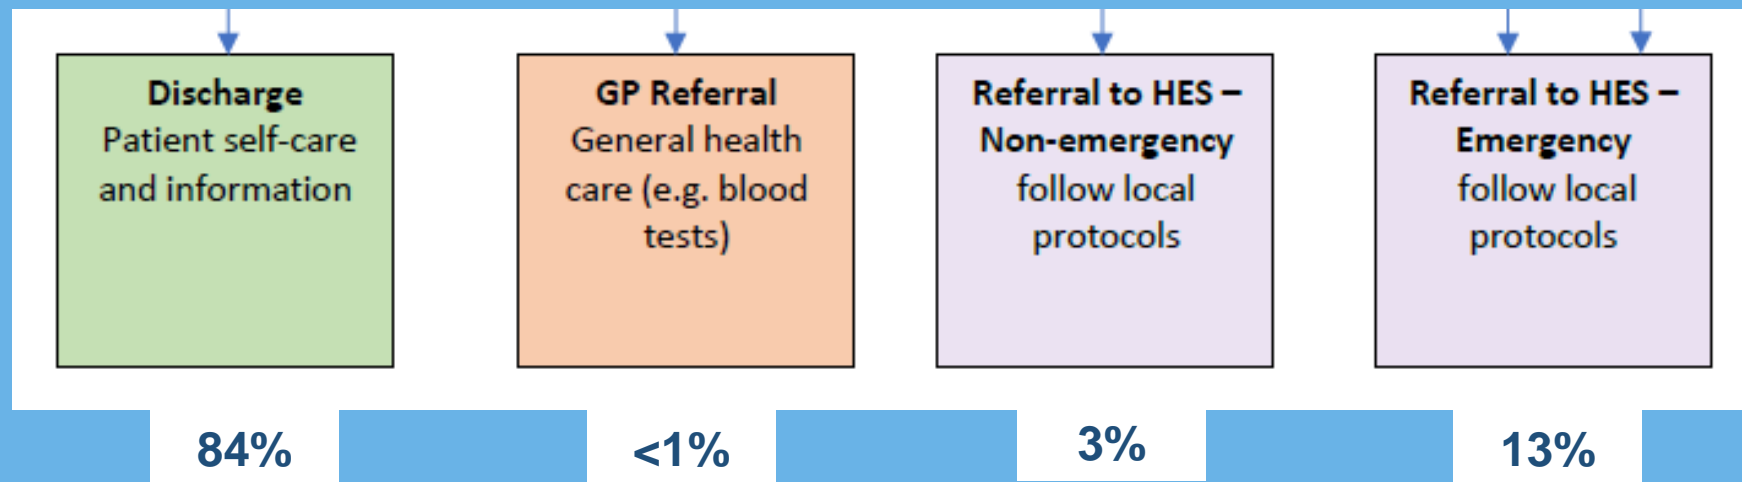 Discharge
Patient self-care
and information
GP Referral
General health
care (e.g. blood
tests)
Referral to HES –
Non-emergency
follow local
protocols
Referral to HES –
Emergency
follow local
protocols
84%
<1%
3%
13%